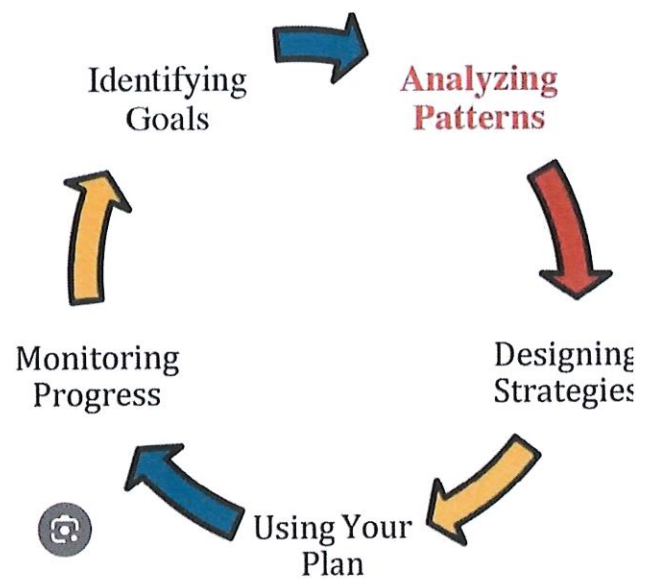 Identifying
Goals
Analyzing
Patterns
Designing
Strategies
Using Your
Plan
Monitoring
Progress